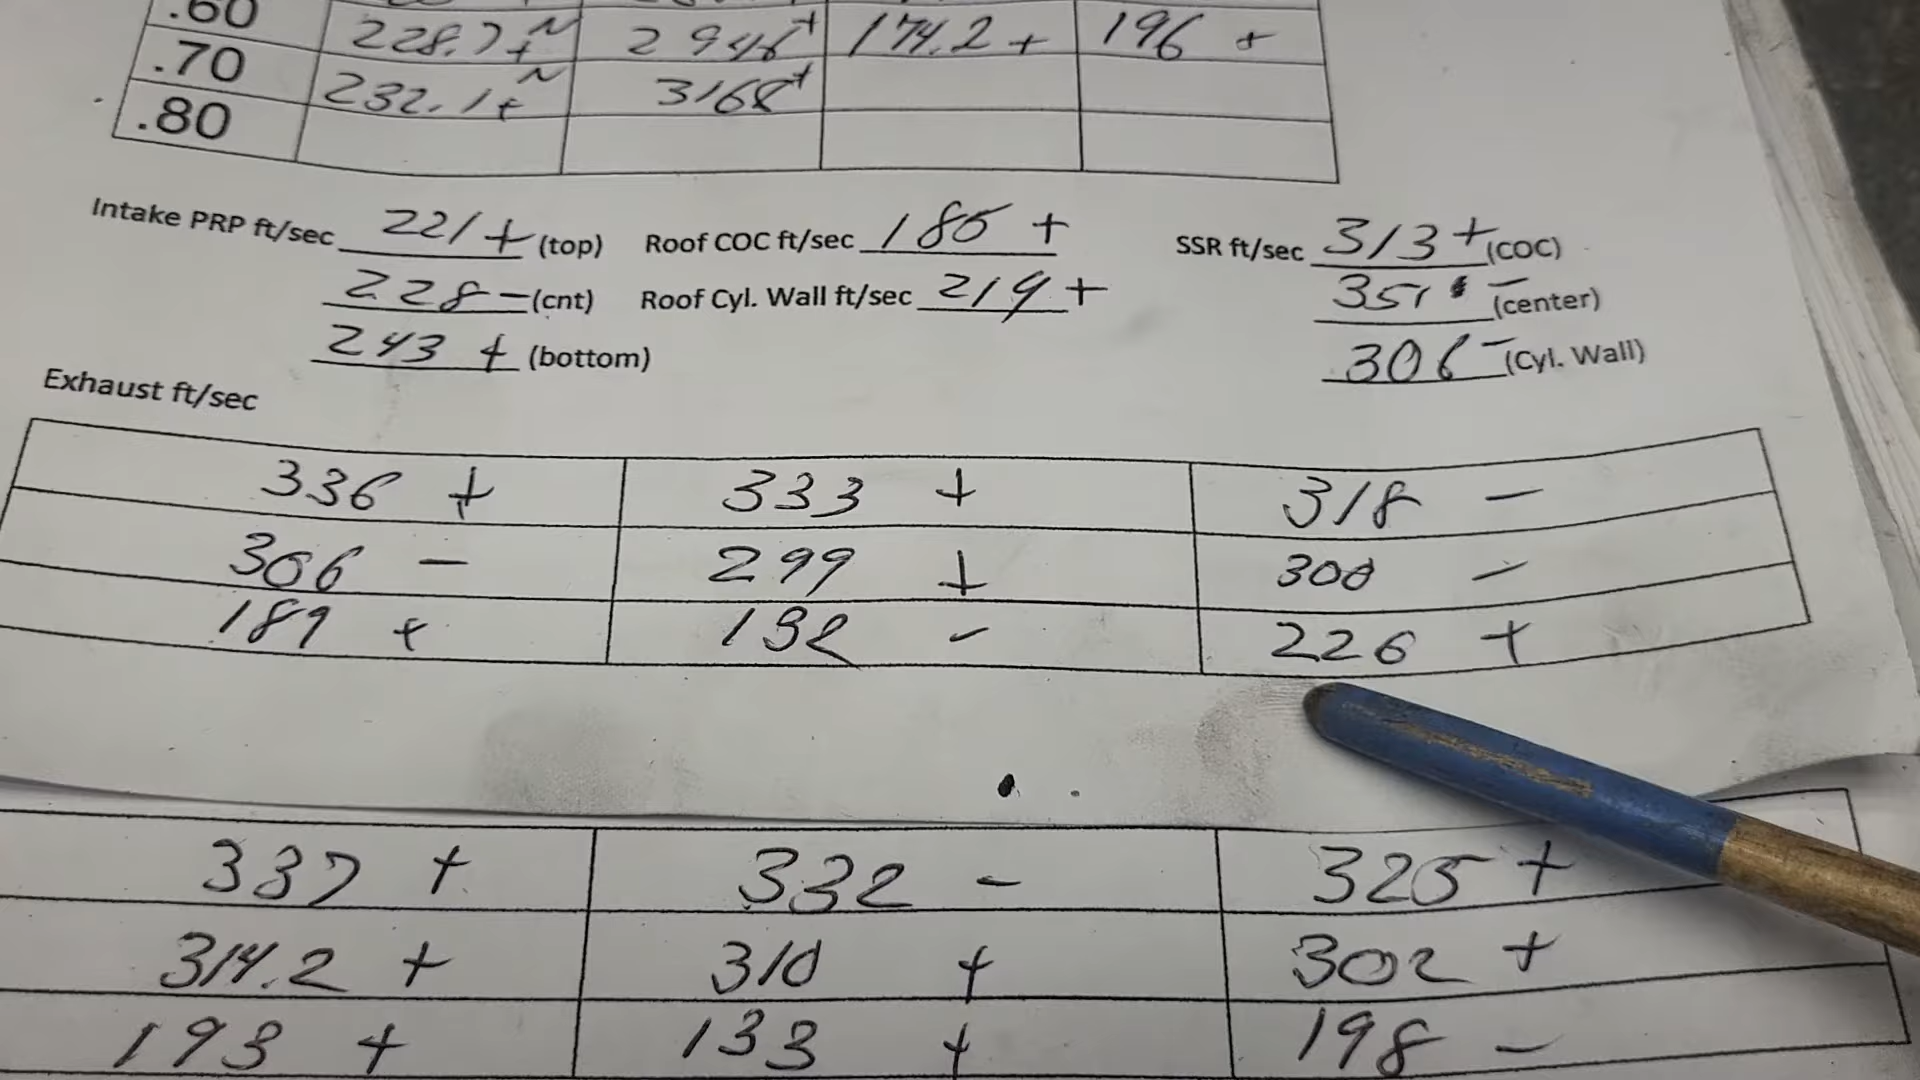 .60 228.7 + ~ 2946 + 174.2 + 196 +
.70 232.1 + ~ 3168 +
.80
Intake PRP ft/sec 221 + (top) Roof COC ft/sec 185 + SSR ft/sec 313 + (COC)
228 - (cnt) Roof Cyl. Wall ft/sec 219 + 351 - (center)
243 + (bottom) 306 - (Cyl. Wall)
Exhaust ft/sec
336 + 333 + 318 -
306 - 299 + 300 -
189 + 132 - 226 +
337 + 332 - 325 +
314.2 + 310 + 302 +
193 + 133 + 198 -